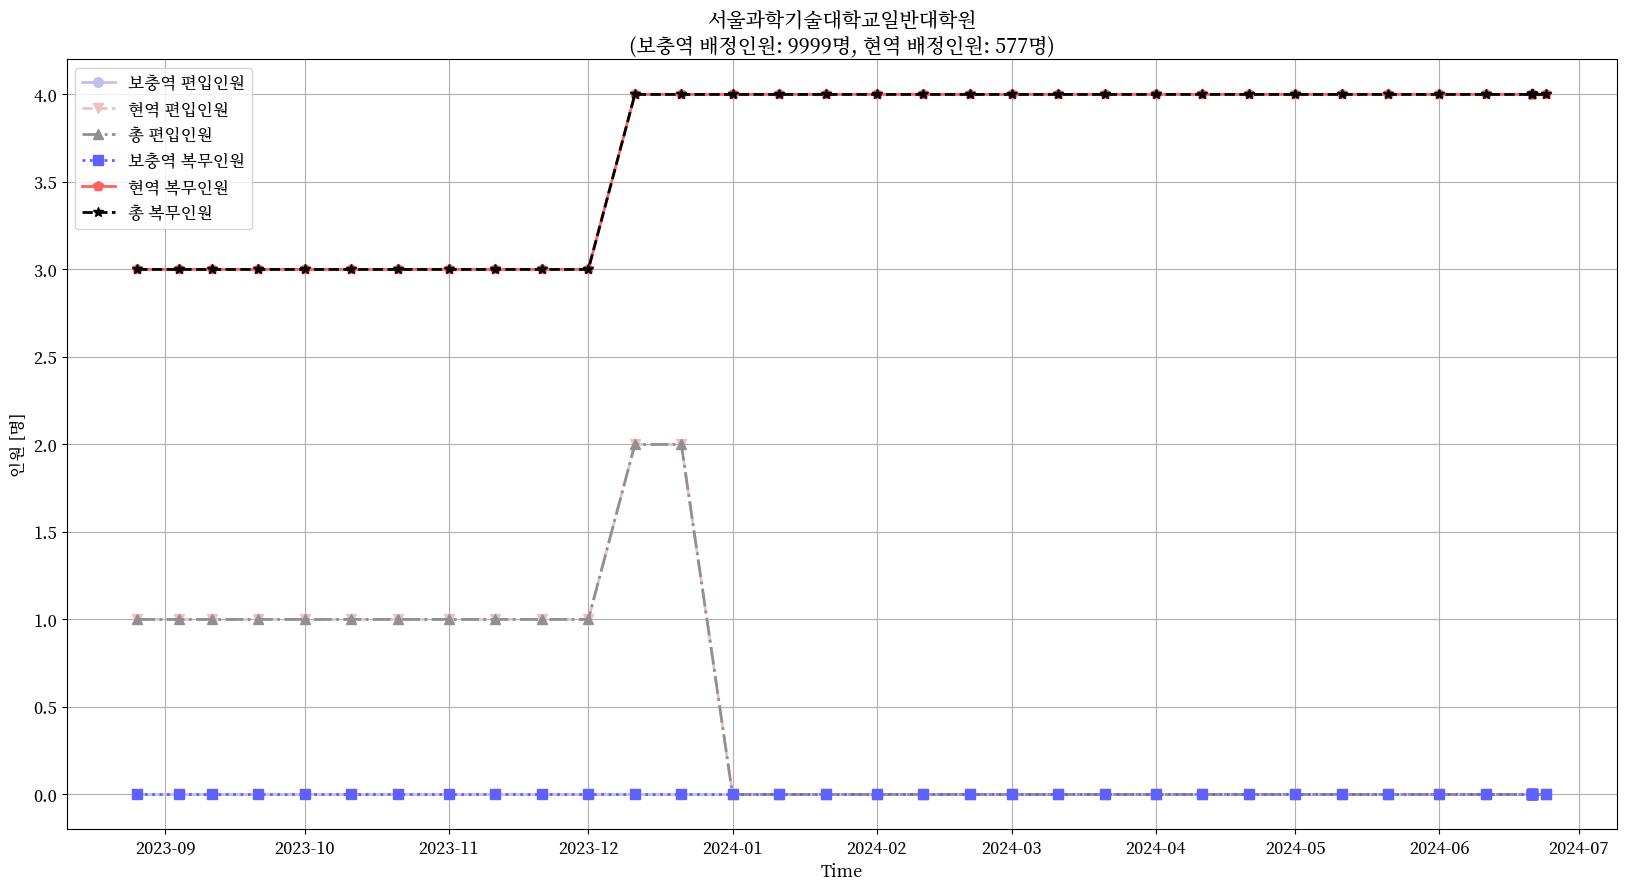 서울과학기술대학교일반대학원
(보충역 배정인원: 9999명, 현역 배정인원: 577명)
보충역 편입인원
현역 편입인원
총 편입인원
보충역 복무인원
현역 복무인원
총 복무인원
인원 [명]
4.0
3.5
3.0
2.5
2.0
1.5
1.0
0.5
0.0
2023-09
2023-10
2023-11
2023-12
2024-01
2024-02
2024-03
2024-04
2024-05
2024-06
2024-07
Time